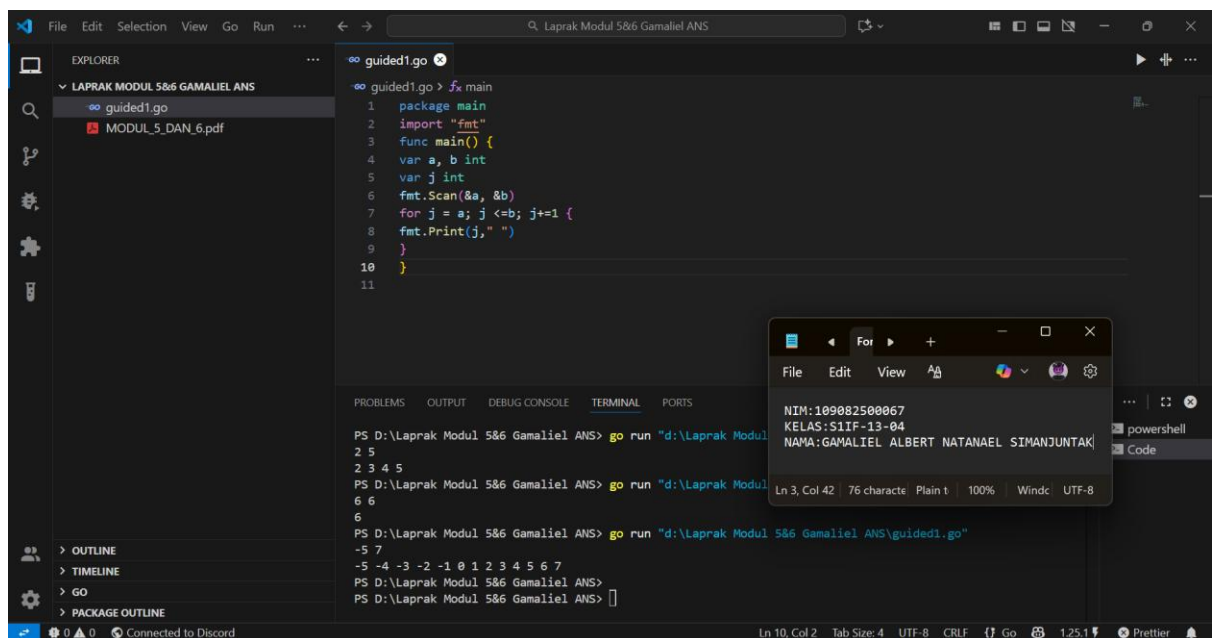 File Edit Selection View Go Run ...
Laprak Modul 5&6 Gamaliel ANS
EXPLORER
LAPRAK MODUL 5&6 GAMALIEL ANS
guided1.go
MODUL_5_DAN_6.pdf
OUTLINE
TIMELINE
GO
PACKAGE OUTLINE
guided1.go
guided1.go > main
1 package main
2 import "fmt"
3 func main() {
4 var a, b int
5 var j int
6 fmt.Scan(&a, &b)
7 for j = a; j <=b; j+=1 {
8 fmt.Print(j," ")
9 }
10 }
11
PROBLEMS OUTPUT DEBUG CONSOLE TERMINAL PORTS
PS D:\Laprak Modul 5&6 Gamaliel ANS> go run "d:\Laprak Modul
2 5
2 3 4 5
PS D:\Laprak Modul 5&6 Gamaliel ANS> go run "d:\Laprak Modul
6 6
6
PS D:\Laprak Modul 5&6 Gamaliel ANS> go run "d:\Laprak Modul 5&6 Gamaliel ANS\guided1.go"
-5 7
-5 -4 -3 -2 -1 0 1 2 3 4 5 6 7
PS D:\Laprak Modul 5&6 Gamaliel ANS>
PS D:\Laprak Modul 5&6 Gamaliel ANS>
powershell
Code
For
File Edit View
NIM:109082500067
KELAS:S1IF-13-04
NAMA:GAMALIEL ALBERT NATANAEL SIMANJUNTAK
Ln 3, Col 42 76 characte Plain t 100% Windc UTF-8
0 0 Connected to Discord
Ln 10, Col 2 Tab Size: 4 UTF-8 CRLF {} Go 1.25.1 Prettier